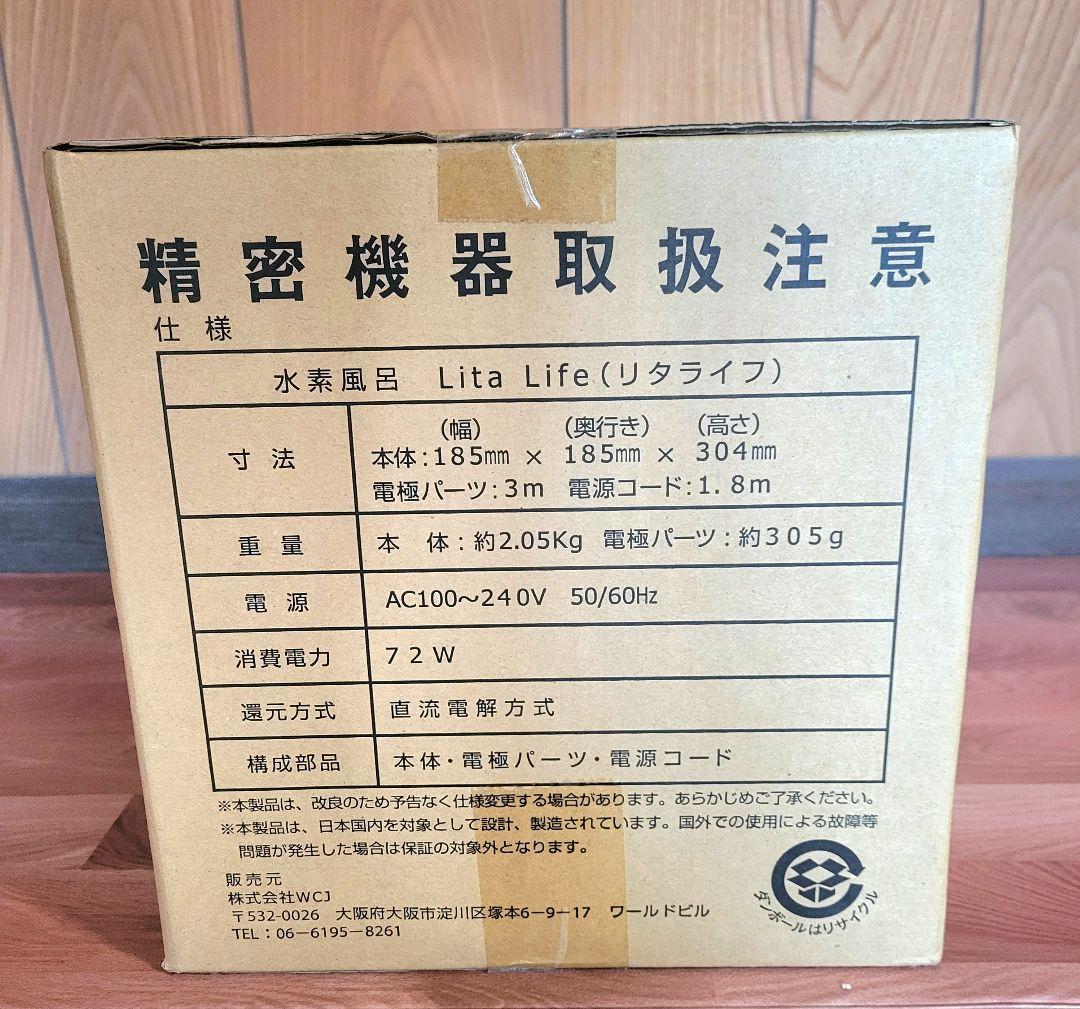 精密機器取扱注意
仕様
水素風呂 Lita Life(リタライフ)
寸法
(幅) (奥行き) (高さ)
本体:185㎜ × 185㎜ × 304㎜
電極パーツ:3m 電源コード:1.8m
重量 本 体:約2.05Kg 電極パーツ:約305g
電源 AC100～240V 50/60Hz
消費電力 72W
還元方式 直流電解方式
構成部品 本体・電極パーツ・電源コード
※本製品は、改良のため予告なく仕様変更する場合があります。あらかじめご了承ください。
※本製品は、日本国内を対象として設計、製造されています。国外での使用による故障等
問題が発生した場合は保証の対象外となります。
販売元
株式会社WCJ
〒532-0026 大阪府大阪市淀川区塚本6－9－17 ワールドビル
TEL:06－6195－8261
ダンボールはリサイクル